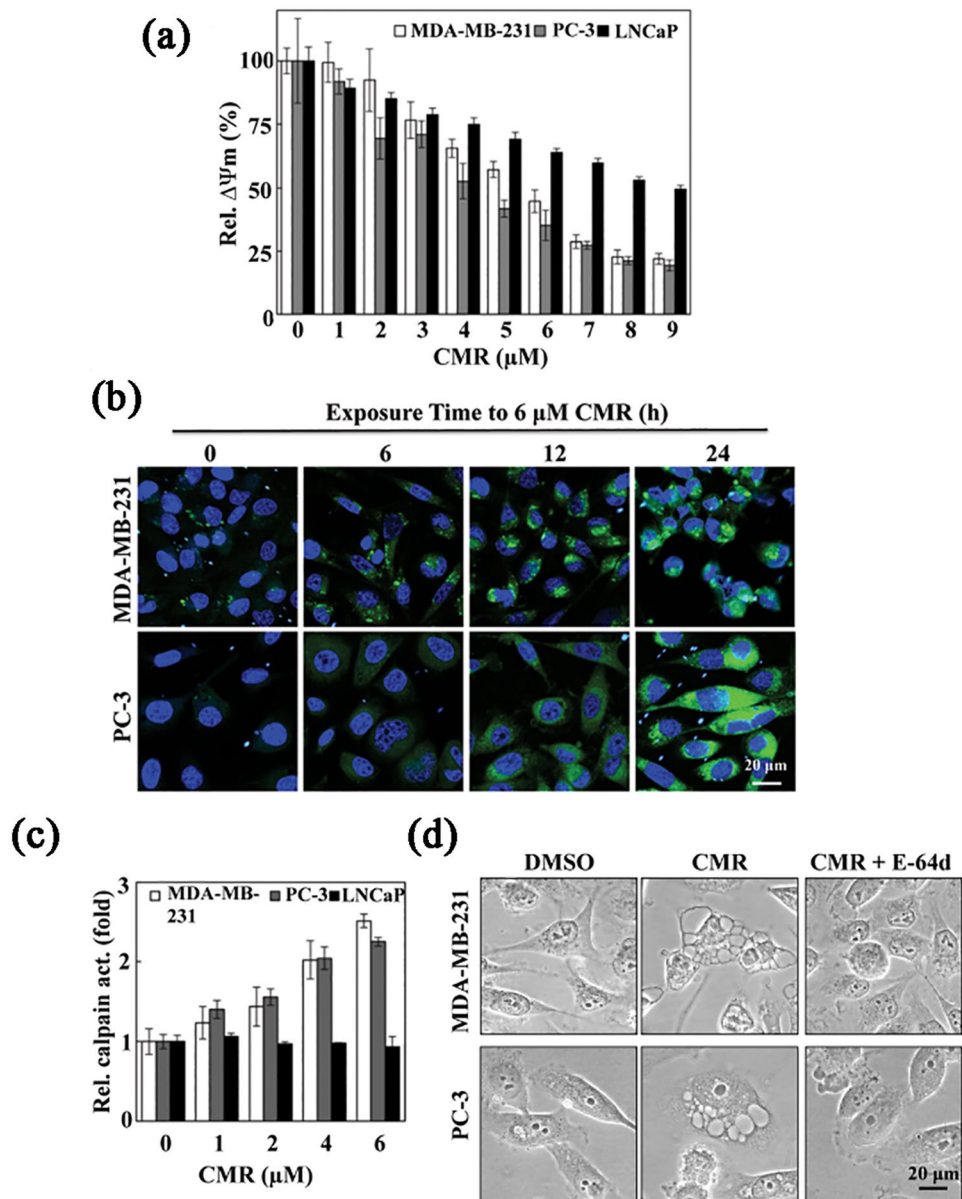 (a)
MDA-MB-231 PC-3 LNCaP
Rel. ΔΨm (%)
100
75
50
25
0
0 1 2 3 4 5 6 7 8 9
CMR (µM)
(b)
Exposure Time to 6 µM CMR (h)
0 6 12 24
MDA-MB-231
PC-3
20 µm
(c)
MDA-MB-231 PC-3 LNCaP
Rel. calpain act. (fold)
3
2
1
0
0 1 2 4 6
CMR (µM)
(d)
DMSO CMR CMR + E-64d
MDA-MB-231
PC-3
20 µm